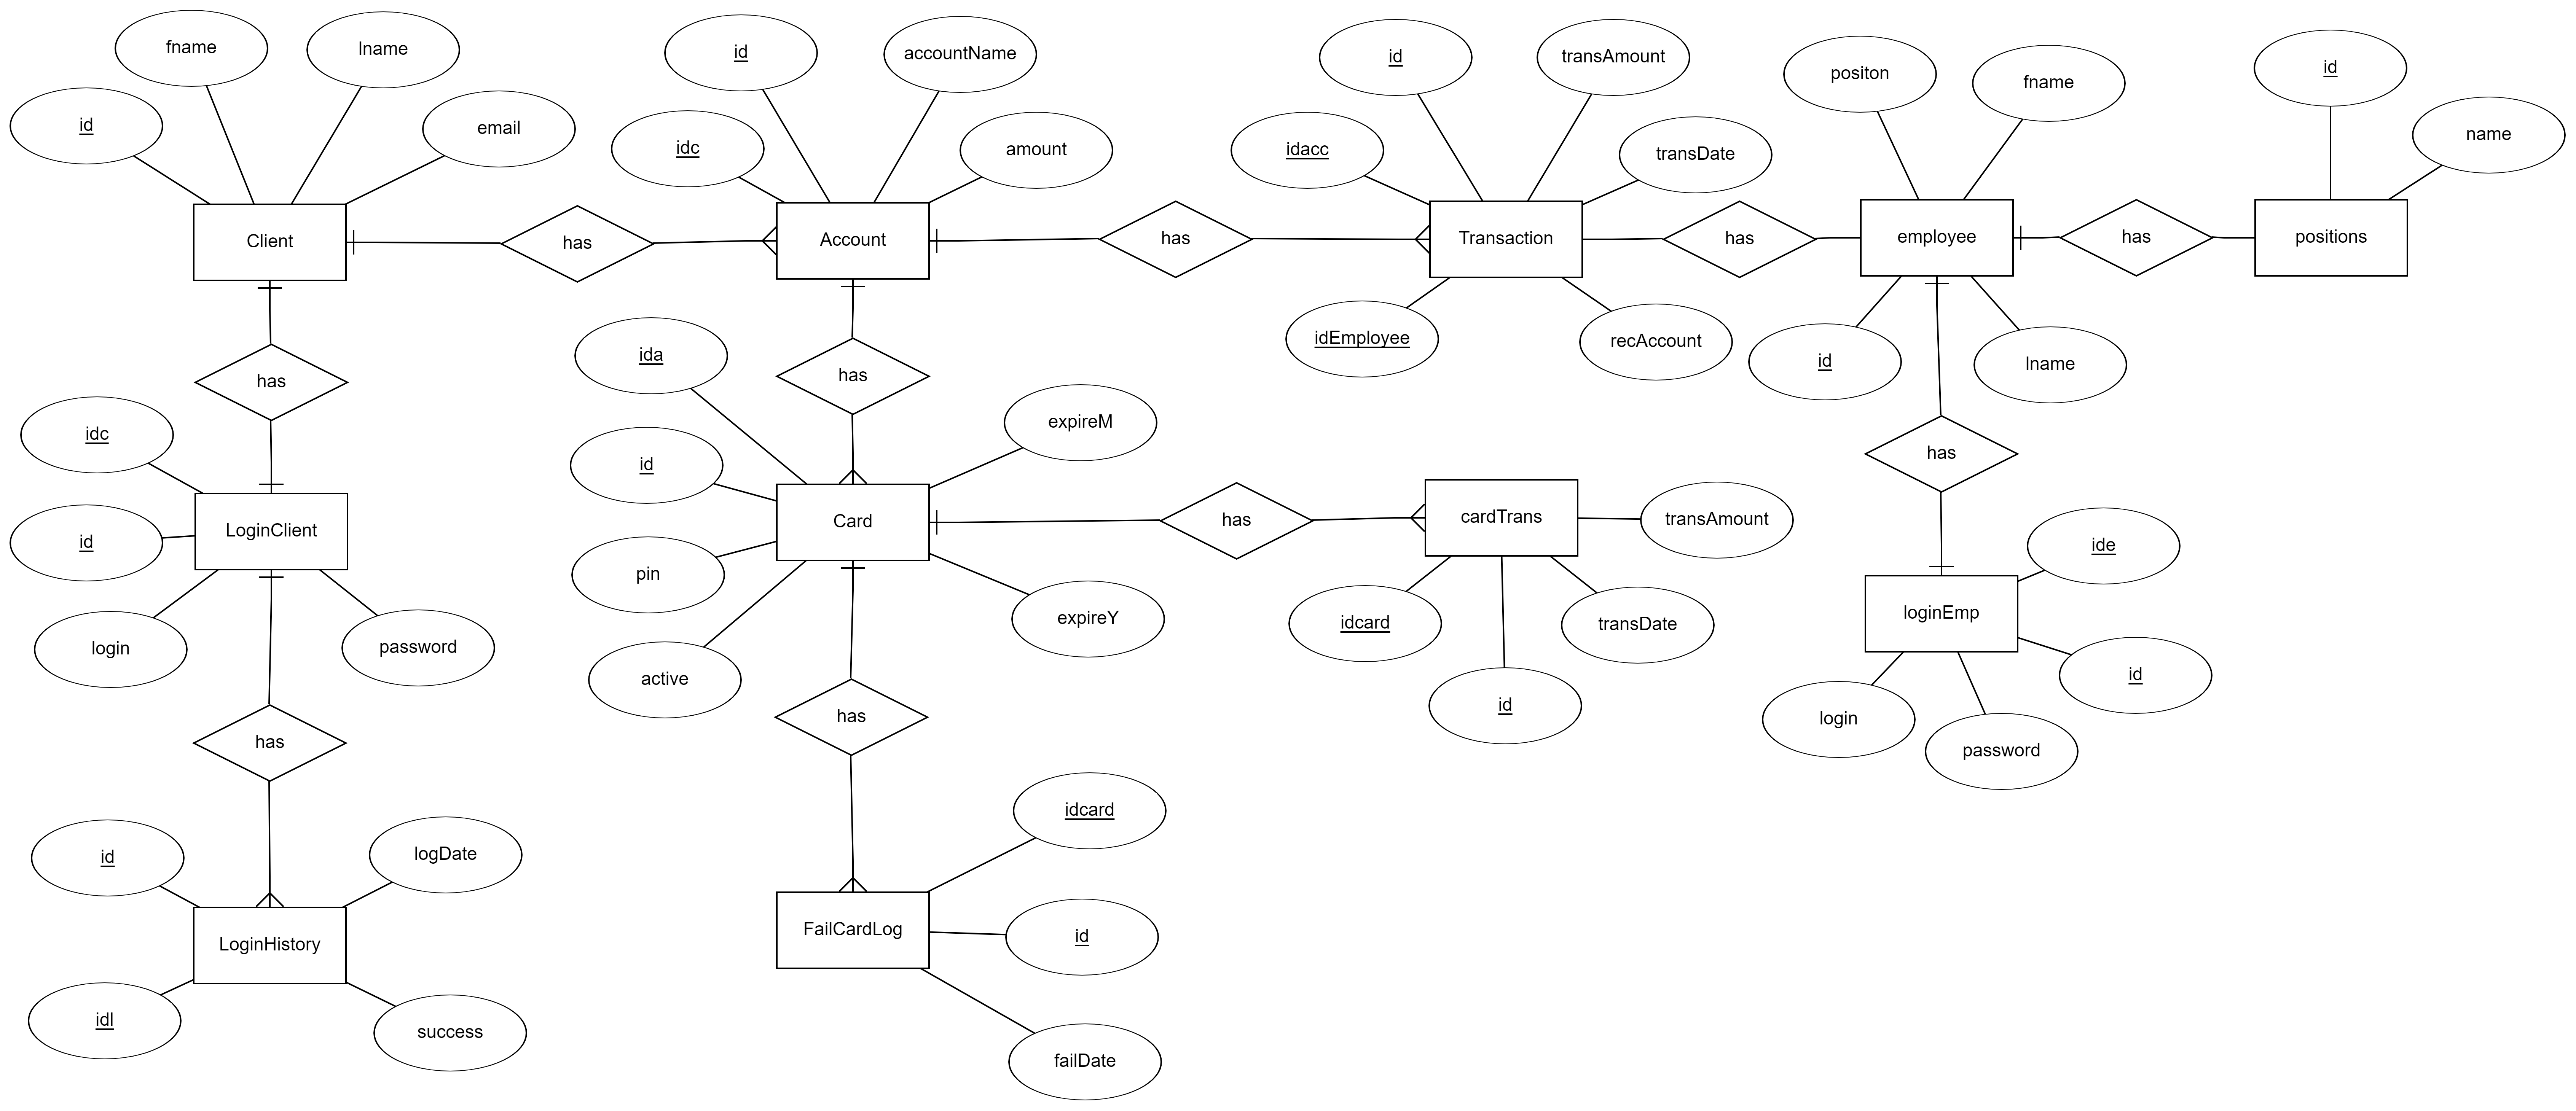 fname
lname
id
email
Client
has
id
accountName
idc
amount
Account
has
id
transAmount
idacc
transDate
Transaction
idEmployee
recAccount
has
positon
fname
employee
id
lname
has
id
name
positions
has
idc
id
LoginClient
login
password
has
id
logDate
LoginHistory
idl
success
has
ida
expireM
id
Card
pin
expireY
active
has
cardTrans
transAmount
idcard
transDate
id
has
idcard
FailCardLog
id
failDate
has
ide
loginEmp
id
login
password